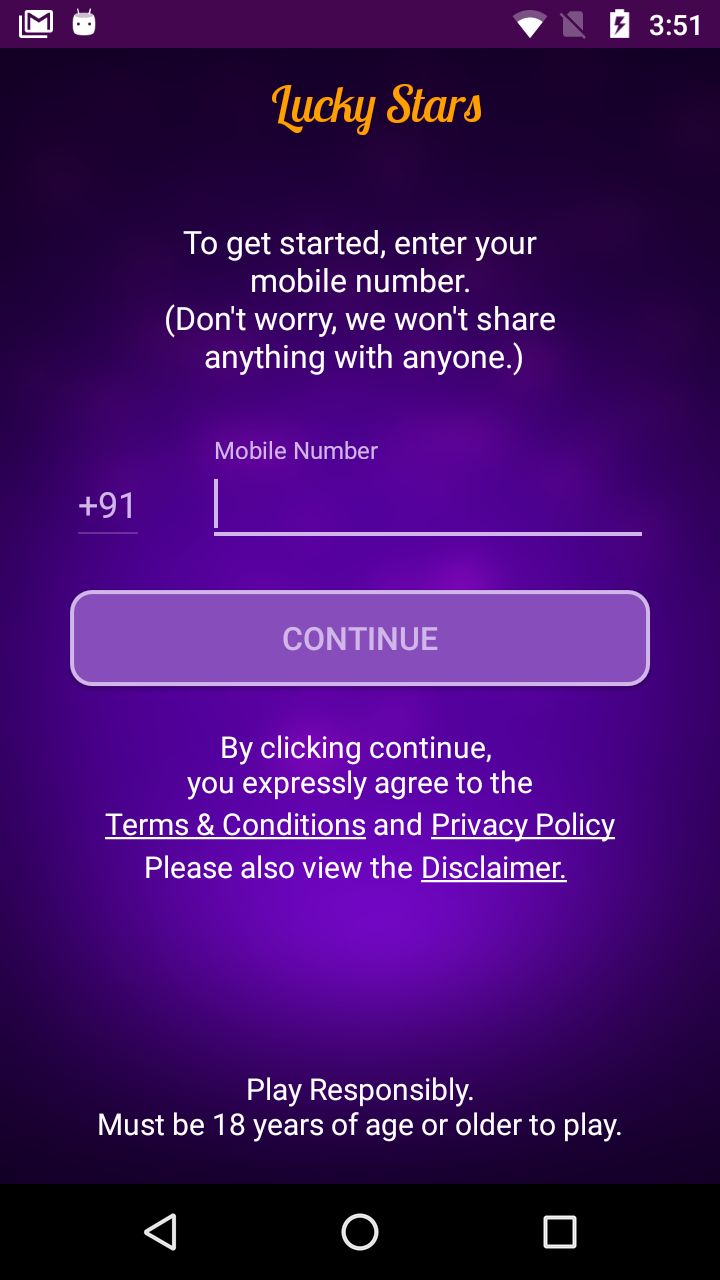 3:51
Lucky Stars
To get started, enter your
mobile number.
(Don't worry, we won't share
anything with anyone.)
Mobile Number
+91
CONTINUE
By clicking continue,
you expressly agree to the
Terms & Conditions and Privacy Policy
Please also view the Disclaimer.
Play Responsibly.
Must be 18 years of age or older to play.